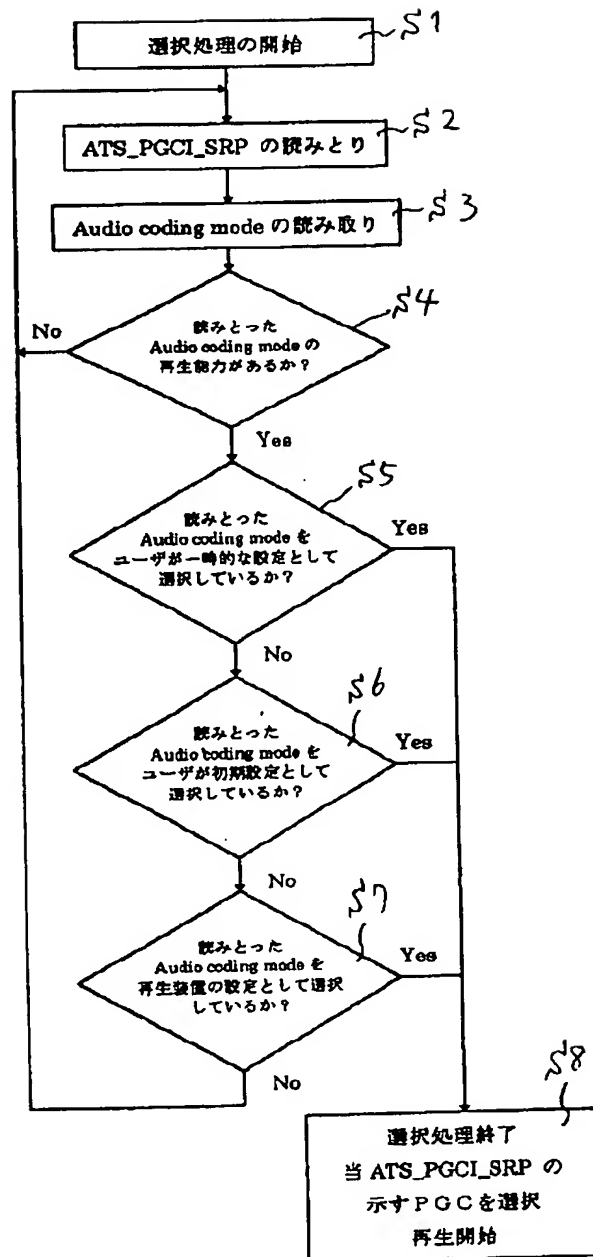 選択処理の開始
S1
ATS_PGCI_SRP の読みとり
S2
Audio coding mode の読み取り
S3
読みとった
Audio coding mode の
再生能力があるか？
S4
No
Yes
読みとった
Audio coding mode を
ユーザが一時的な設定として
選択しているか？
S5
Yes
No
読みとった
Audio coding mode を
ユーザが初期設定として
選択しているか？
S6
Yes
No
読みとった
Audio coding mode を
再生装置の設定として選択
しているか？
S7
Yes
No
選択処理終了
当 ATS_PGCI_SRP の
示すＰＧＣを選択
再生開始
S8